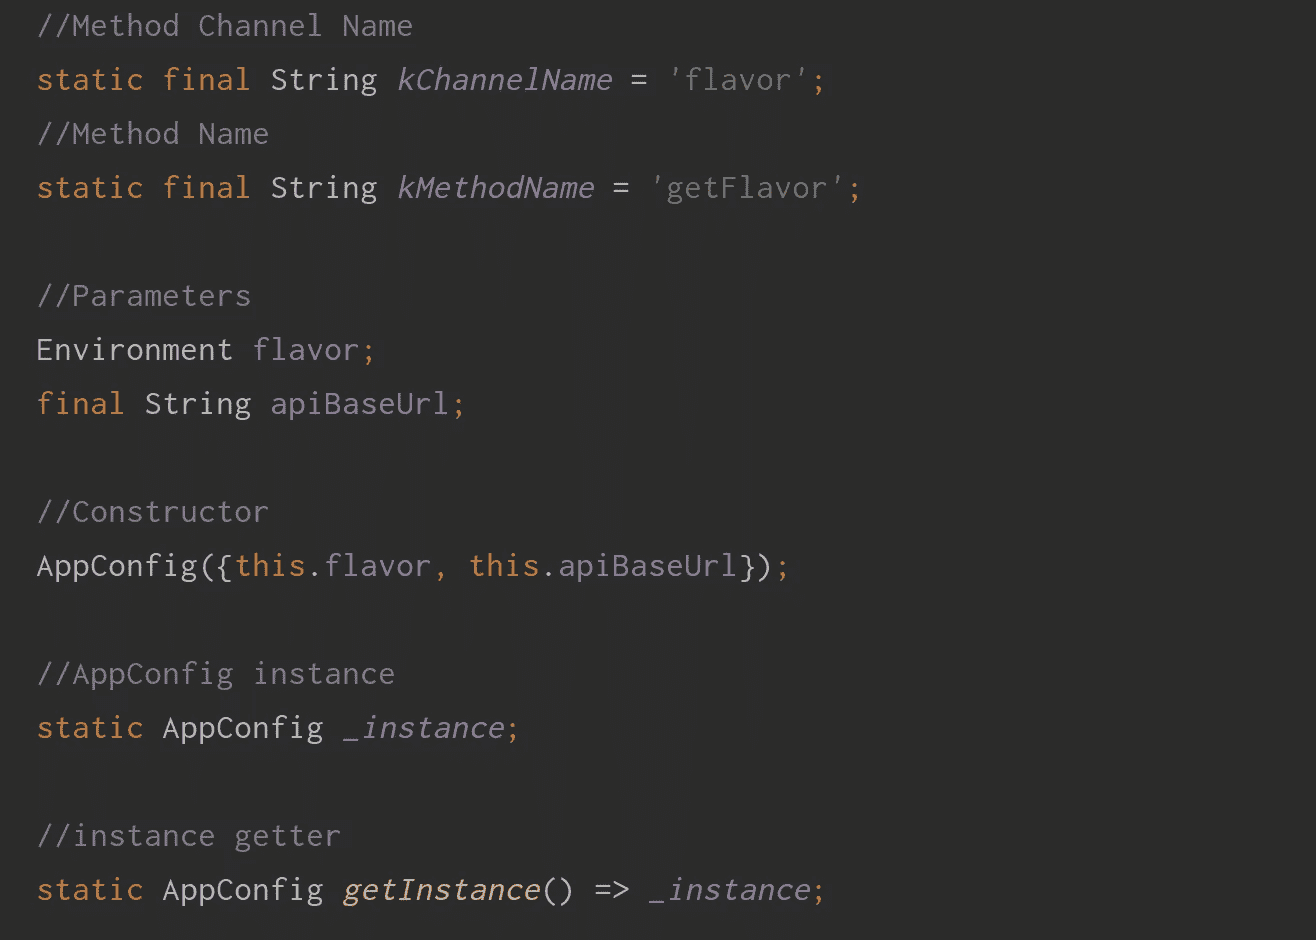 //Method Channel Name
static final String kChannelName = 'flavor';
//Method Name
static final String kMethodName = 'getFlavor';
//Parameters
Environment flavor;
final String apiBaseUrl;
//Constructor
AppConfig({this.flavor, this.apiBaseUrl});
//AppConfig instance
static AppConfig _instance;
//instance getter
static AppConfig getInstance() => _instance;